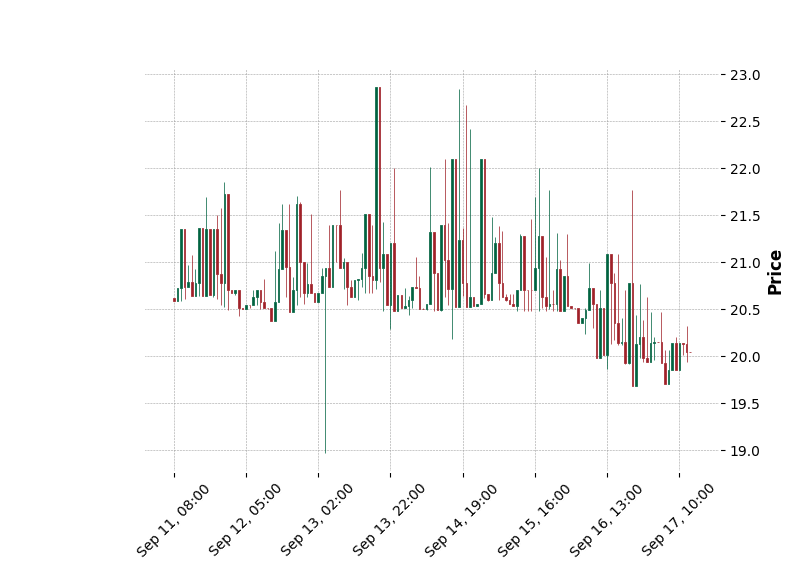 23.0
22.5
22.0
21.5
21.0
20.5
20.0
19.5
19.0
Price
Sep 11, 08:00
Sep 12, 05:00
Sep 13, 02:00
Sep 13, 22:00
Sep 14, 19:00
Sep 15, 16:00
Sep 16, 13:00
Sep 17, 10:00